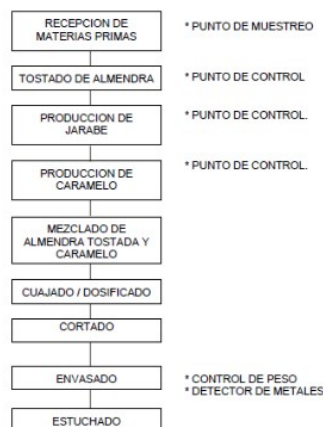 RECEPCION DE
MATERIAS PRIMAS
* PUNTO DE MUESTREO
TOSTADO DE ALMENDRA
* PUNTO DE CONTROL
PRODUCCION DE
JARABE
* PUNTO DE CONTROL.
PRODUCCION DE
CARAMELO
* PUNTO DE CONTROL.
MEZCLADO DE
ALMENDRA TOSTADA Y
CARAMELO
CUAJADO / DOSIFICADO
CORTADO
ENVASADO
* CONTROL DE PESO
* DETECTOR DE METALES
ESTUCHADO